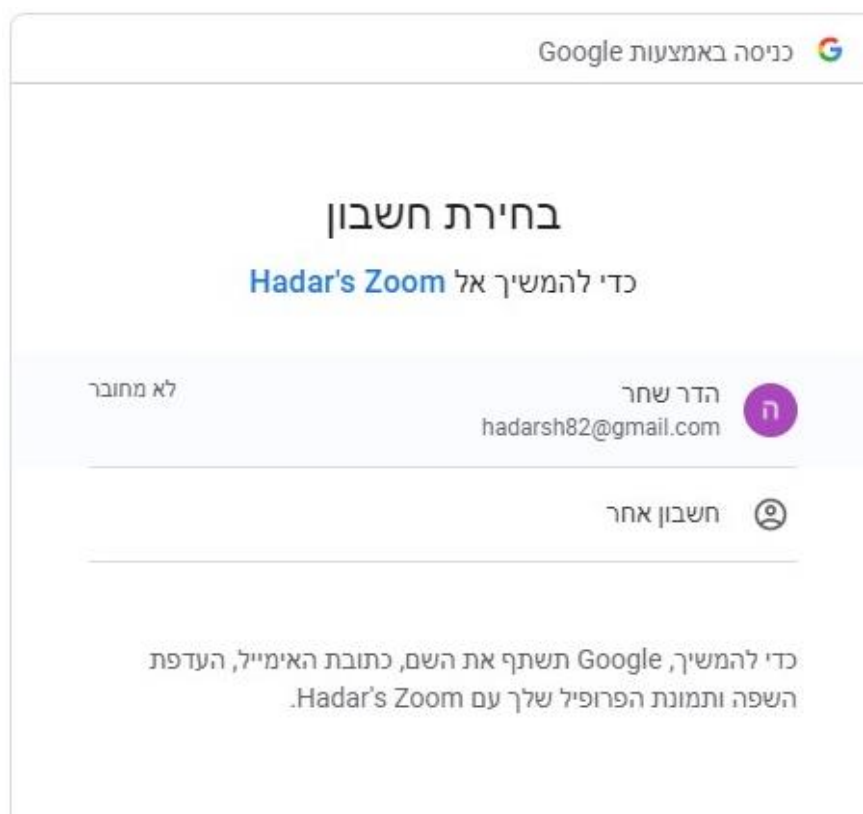 כניסה באמצעות Google
בחירת חשבון
כדי להמשיך אל Hadar's Zoom
ה
הדר שחר
לא מחובר
hadarsh82@gmail.com
חשבון אחר
כדי להמשיך, Google תשתף את השם, כתובת האימייל, העדפת
השפה ותמונת הפרופיל שלך עם Hadar's Zoom.